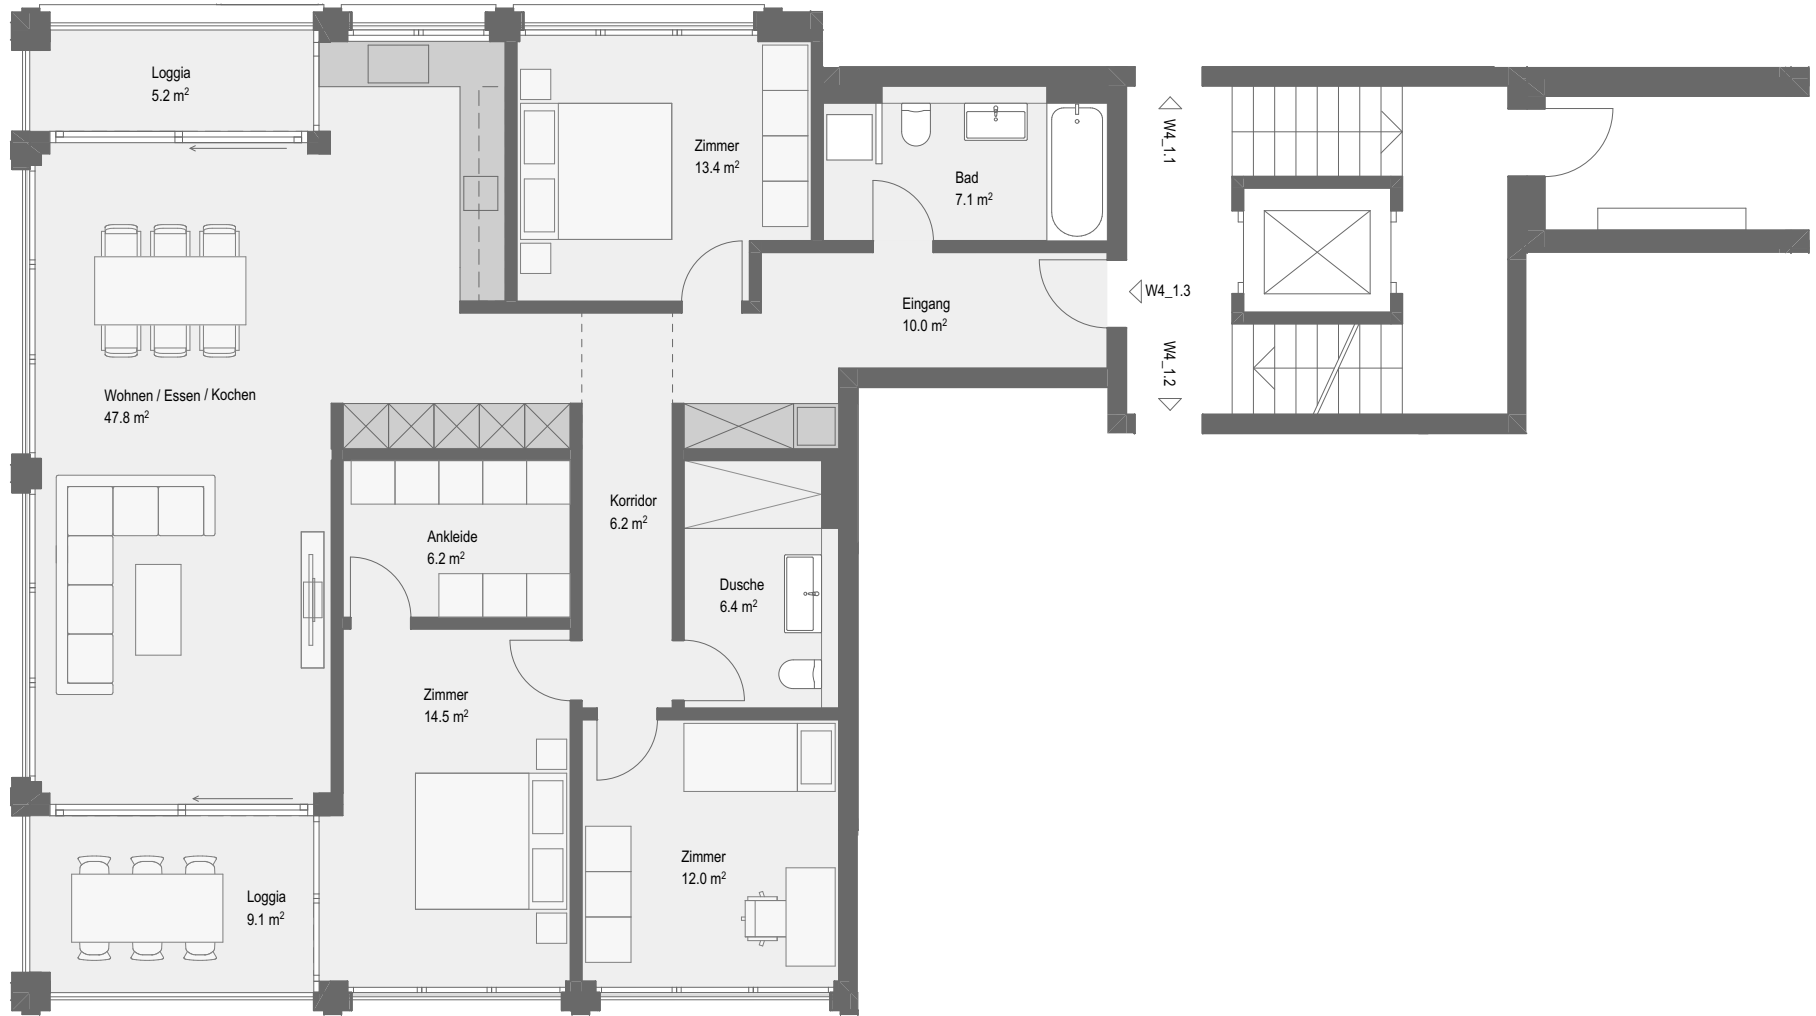 Loggia
5.2 m²
Zimmer
13.4 m²
Bad
7.1 m²
W4_1.1
W4_1.3
W4_1.2
Eingang
10.0 m²
Wohnen / Essen / Kochen
47.8 m²
Korridor
6.2 m²
Ankleide
6.2 m²
Dusche
6.4 m²
Zimmer
14.5 m²
Zimmer
12.0 m²
Loggia
9.1 m²